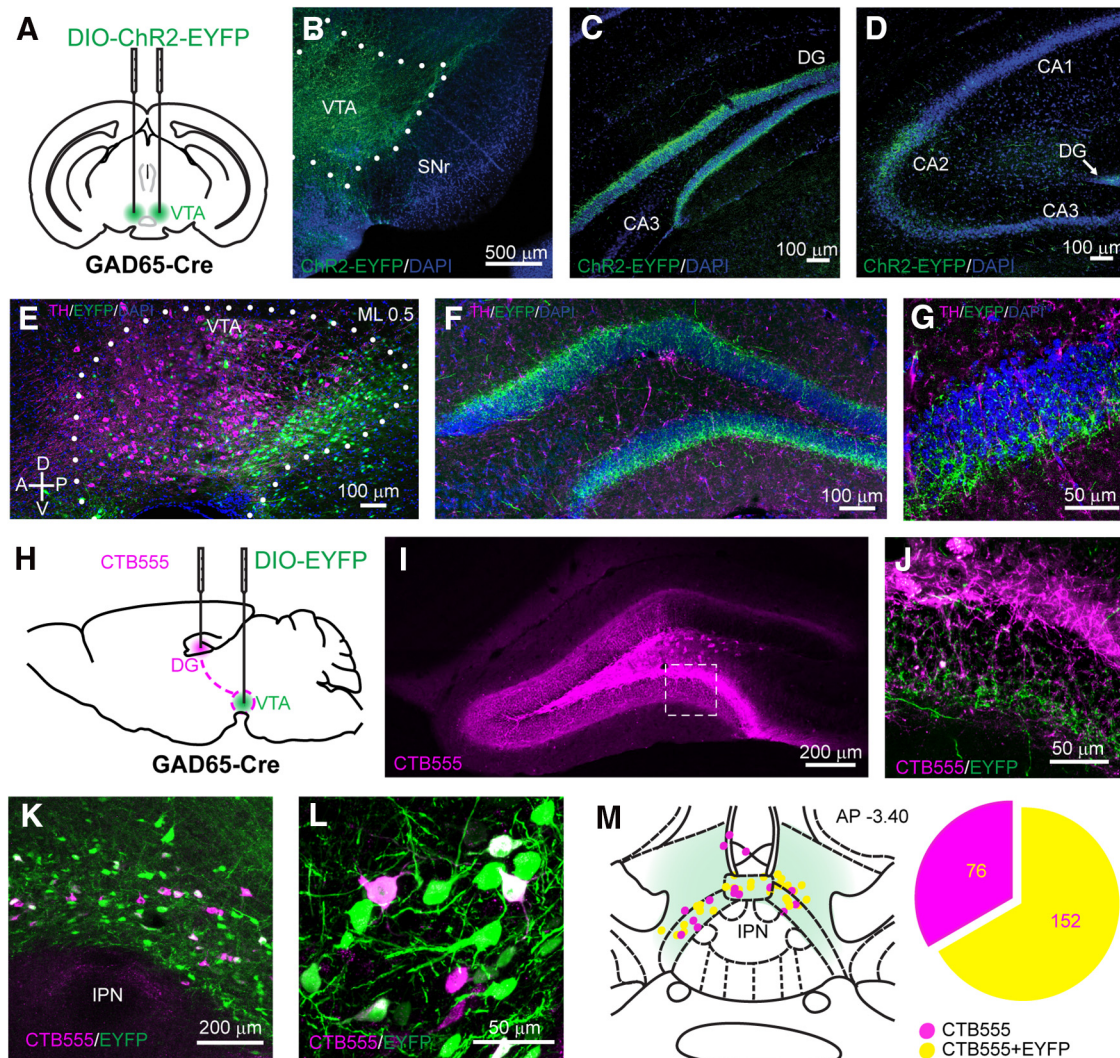 A
DIO-ChR2-EYFP
VTA
GAD65-Cre
B
VTA
SNr
500 μm
ChR2-EYFP/DAPI
C
DG
CA3
100 μm
ChR2-EYFP/DAPI
D
CA1
CA2
DG
CA3
100 μm
ChR2-EYFP/DAPI
E
TH/EYFP/DAPI
VTA
ML 0.5
D
A
P
V
100 μm
F
TH/EYFP/DAPI
100 μm
G
TH/EYFP/DAPI
50 μm
H
CTB555
DIO-EYFP
DG
VTA
GAD65-Cre
I
CTB555
200 μm
J
50 μm
CTB555/EYFP
K
IPN
200 μm
CTB555/EYFP
L
50 μm
CTB555/EYFP
M
AP -3.40
IPN
76
152
CTB555
CTB555+EYFP